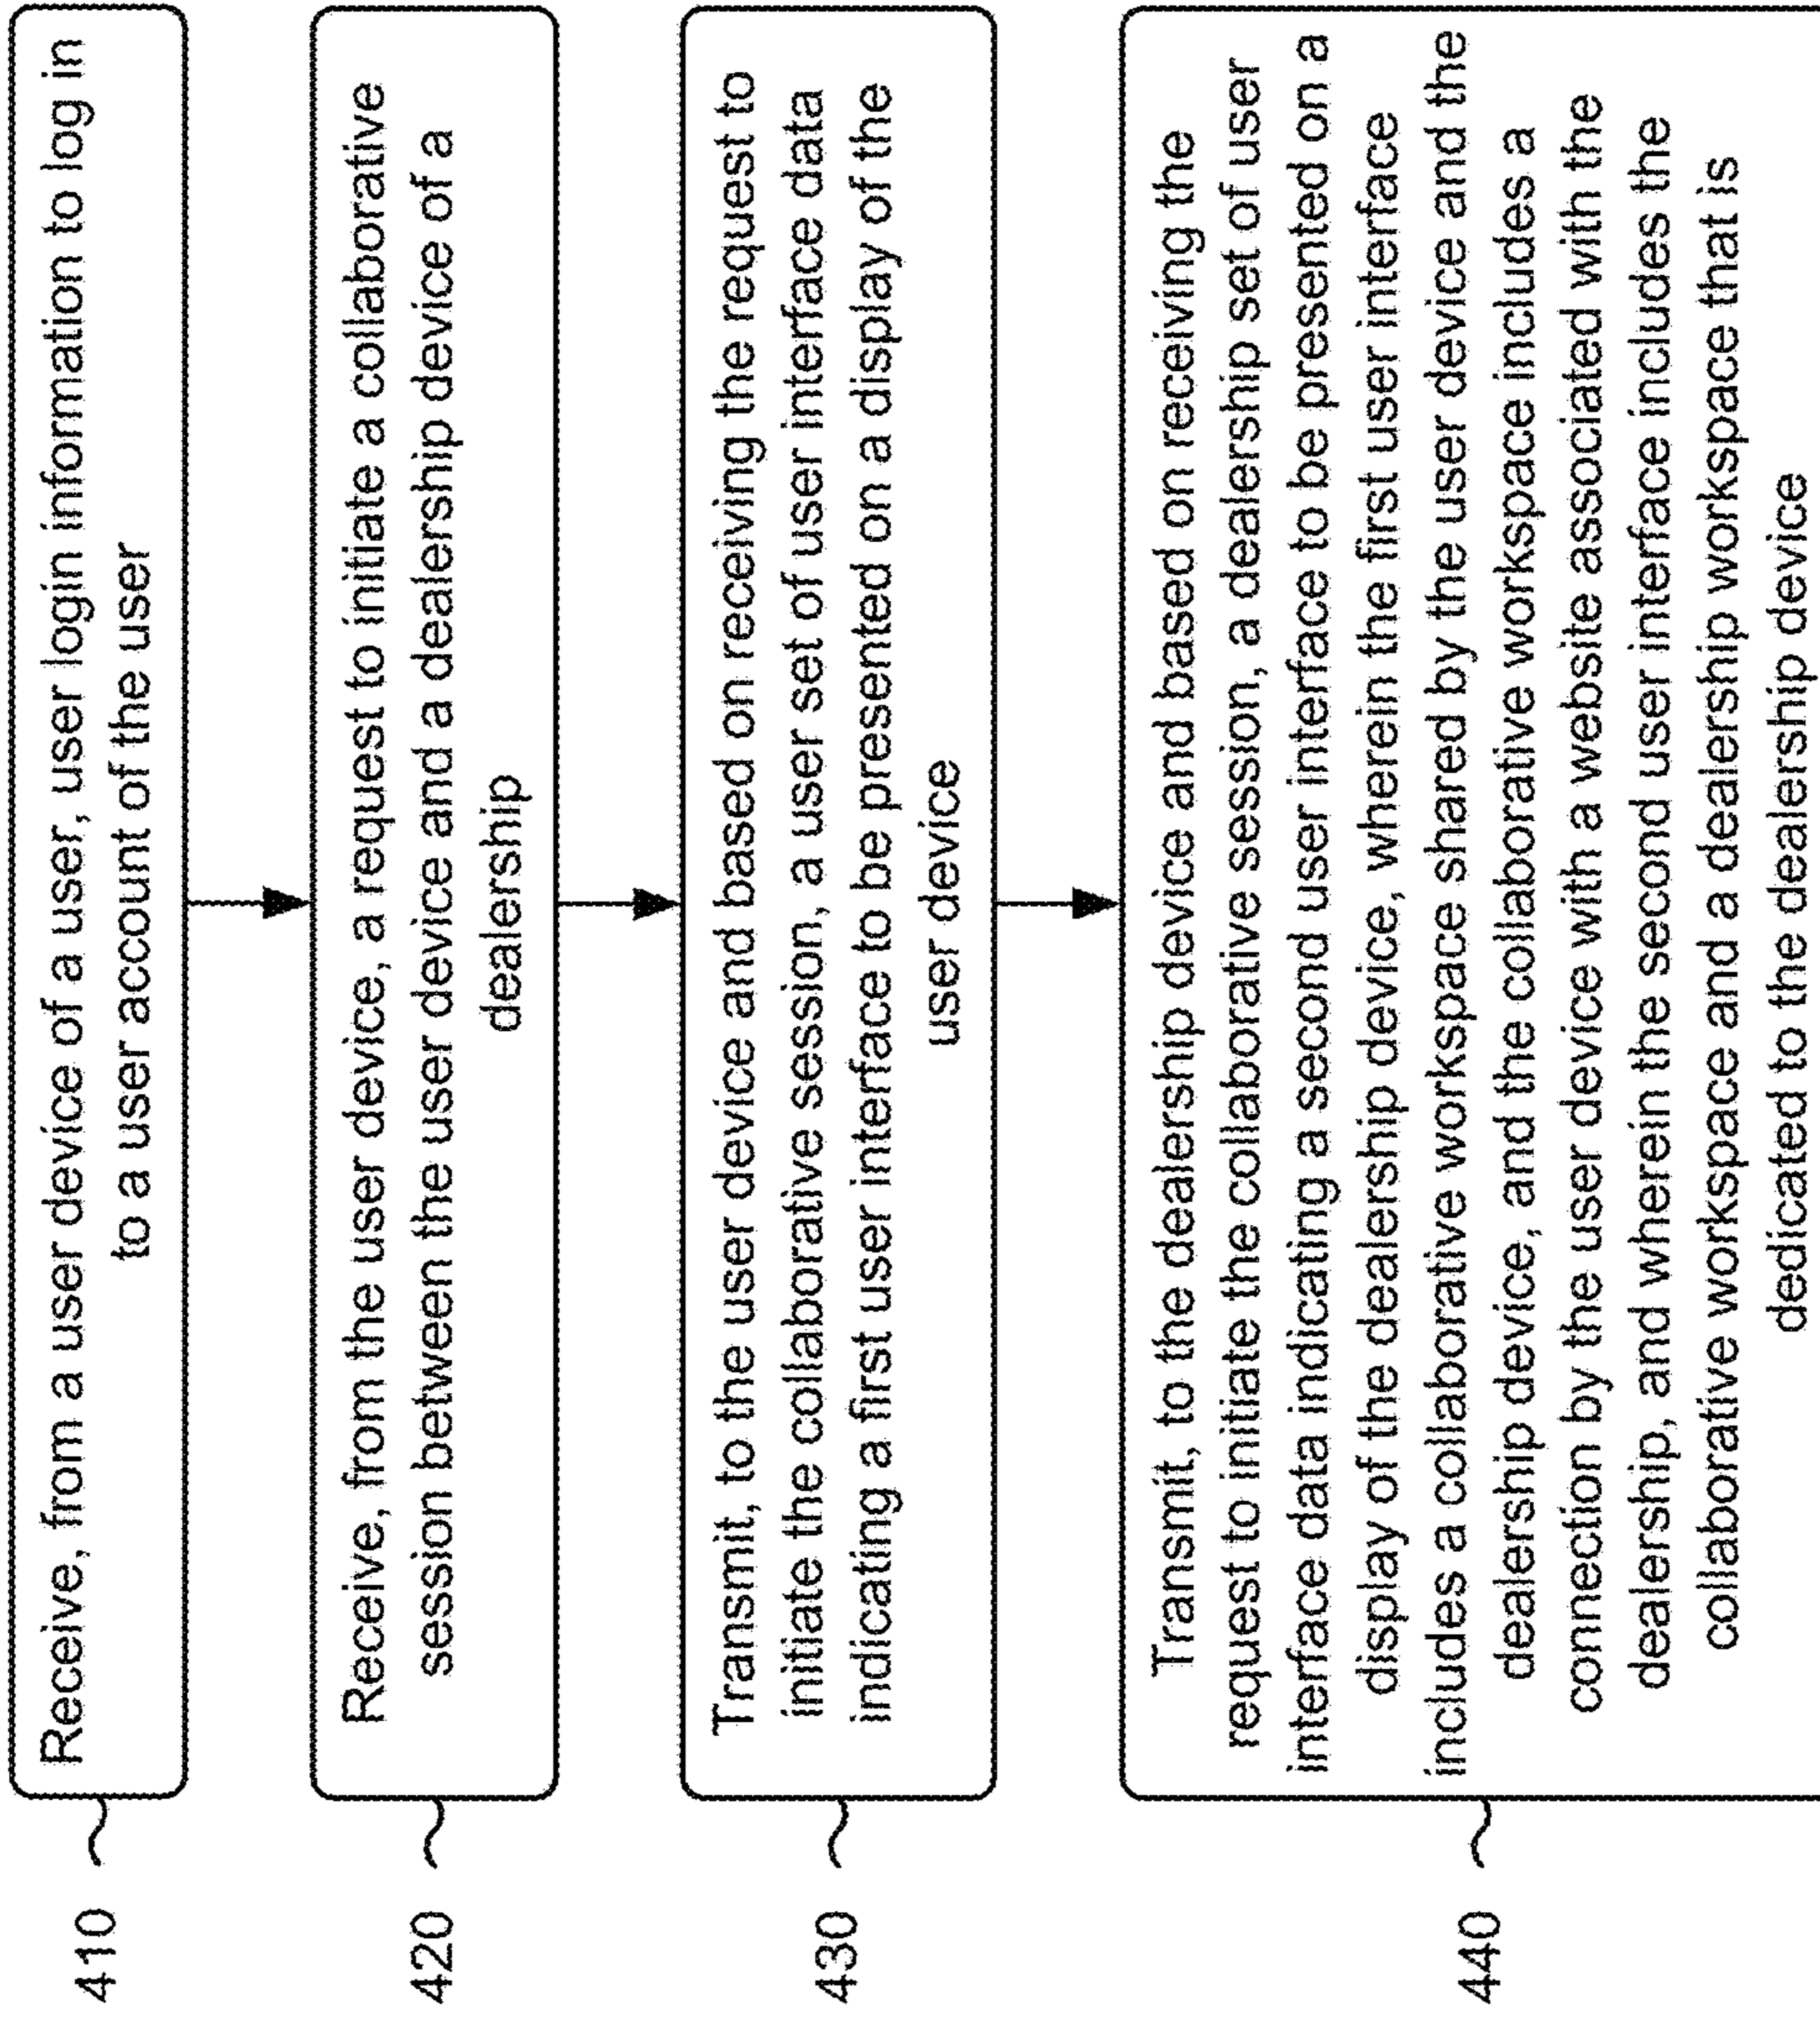 410
Receive, from a user device of a user, user login information to log in
to a user account of the user
420
Receive, from the user device, a request to initiate a collaborative
session between the user device and a dealership device of a
dealership
430
Transmit, to the user device and based on receiving the request to
initiate the collaborative session, a user set of user interface data
indicating a first user interface to be presented on a display of the
user device
440
Transmit, to the dealership device and based on receiving the
request to initiate the collaborative session, a dealership set of user
interface data indicating a second user interface to be presented on a
display of the dealership device, wherein the first user interface
includes a collaborative workspace shared by the user device and the
dealership device, and the collaborative workspace includes a
connection by the user device with a website associated with the
dealership, and wherein the second user interface includes the
collaborative workspace and a dealership workspace that is
dedicated to the dealership device